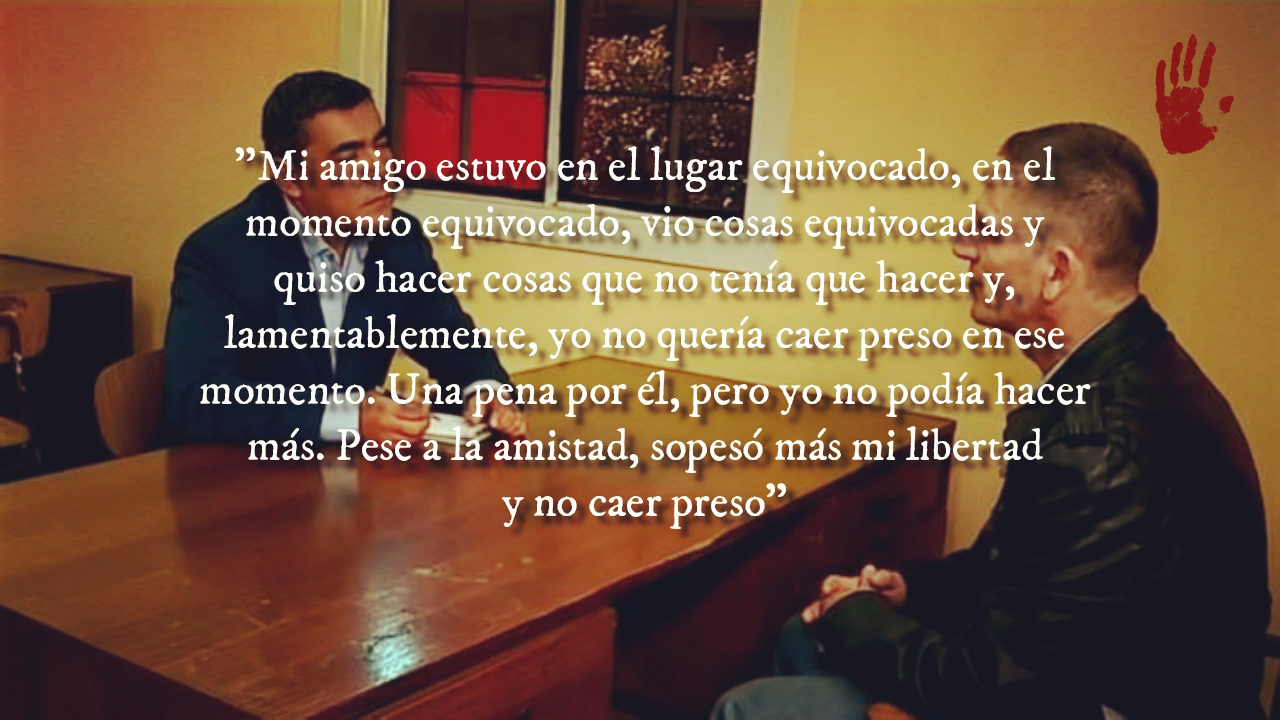 ”Mi amigo estuvo en el lugar equivocado, en el
momento equivocado, vio cosas equivocadas y
quiso hacer cosas que no tenía que hacer y,
lamentablemente, yo no quería caer preso en ese
momento. Una pena por él, pero yo no podía hacer
más. Pese a la amistad, sopesó más mi libertad
y no caer preso”